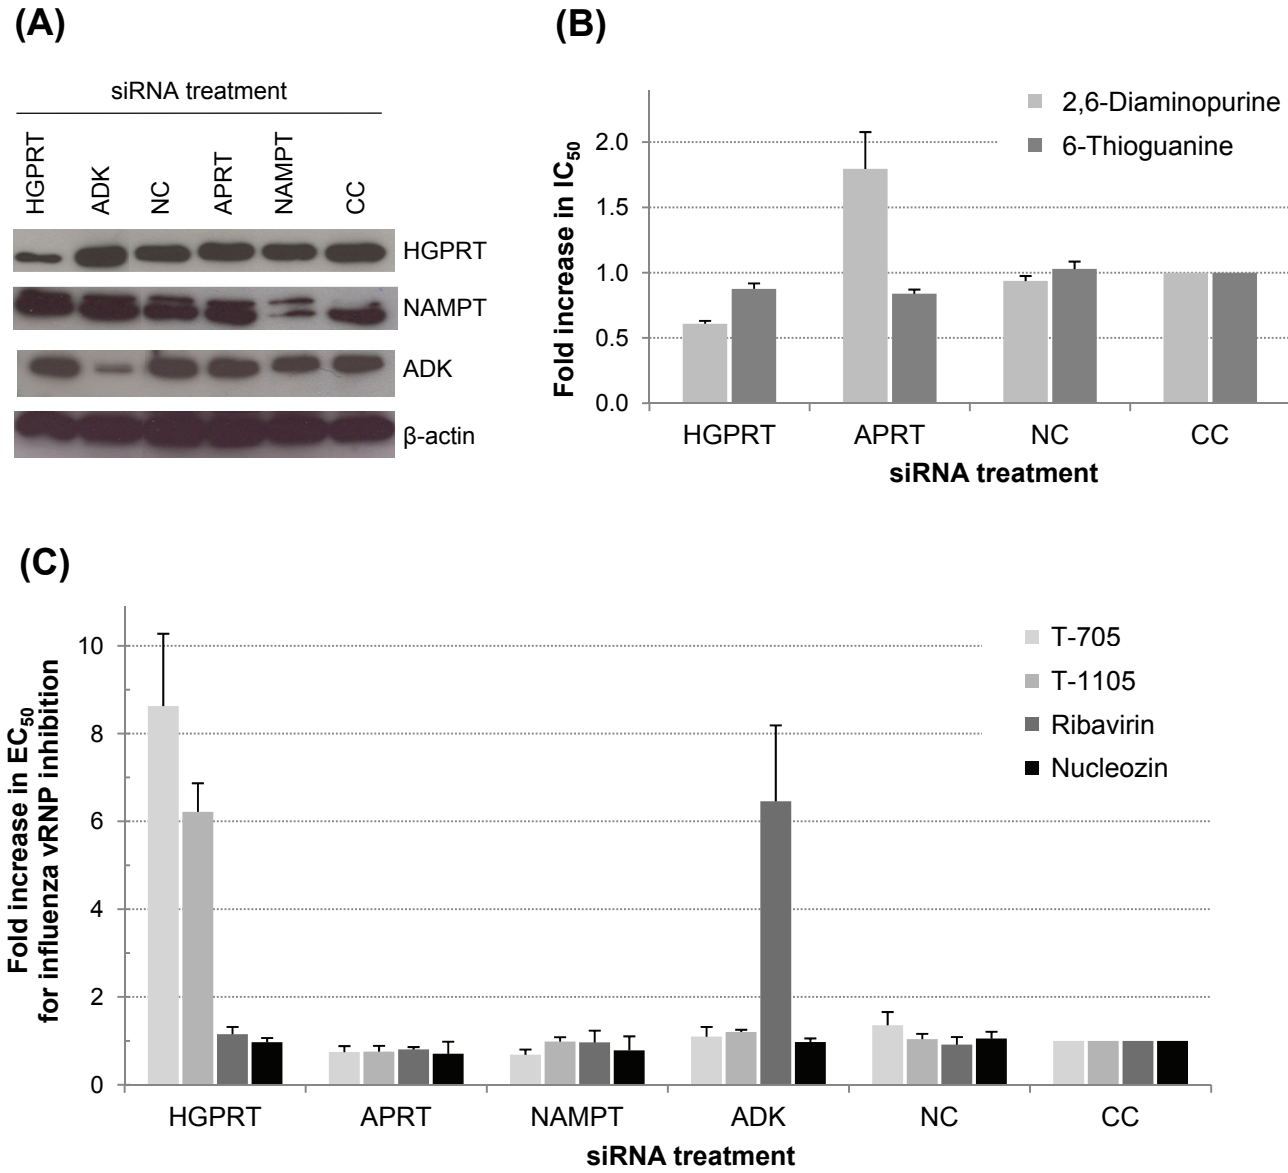 (A)
siRNA treatment
HGPRT
ADK
NC
APRT
NAMPT
CC
HGPRT
NAMPT
ADK
β-actin
(B)
Fold increase in IC50
2.0
1.5
1.0
0.5
0.0
2,6-Diaminopurine
6-Thioguanine
HGPRT
APRT
NC
CC
siRNA treatment
(C)
Fold increase in EC50
for influenza vRNP inhibition
10
8
6
4
2
0
T-705
T-1105
Ribavirin
Nucleozin
HGPRT
APRT
NAMPT
ADK
NC
CC
siRNA treatment